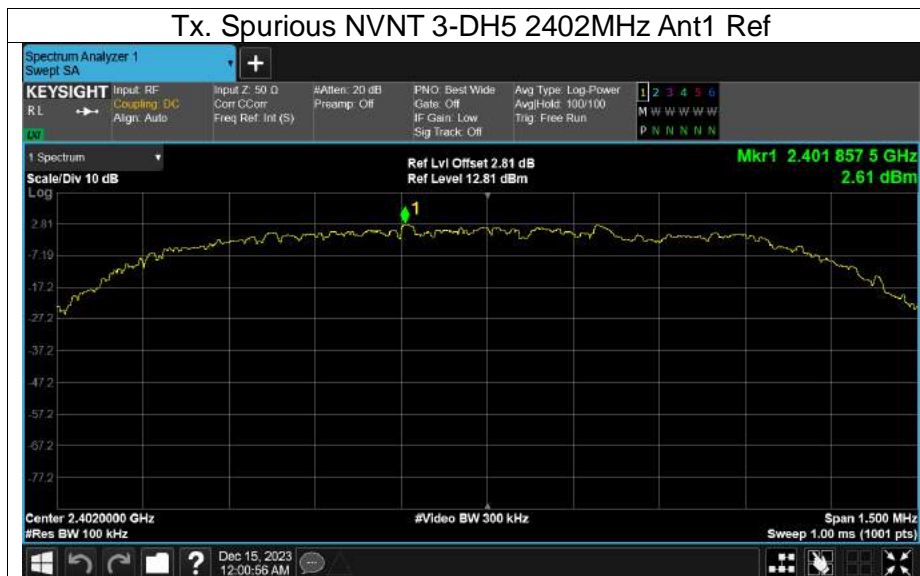 Tx. Spurious NVNT 3-DH5 2402MHz Ant1 Ref
Spectrum Analyzer 1
Swept SA
+
KEYSIGHT
RL
LXI
Input: RF
Coupling: DC
Align: Auto
Input Z: 50 Ω
Corr CCorr
Freq Ref: Int (S)
#Atten: 20 dB
Preamp: Off
PNO: Best Wide
Gate: Off
IF Gain: Low
Sig Track: Off
Avg Type: Log-Power
Avg|Hold: 100/100
Trig: Free Run
1 2 3 4 5 6
M W W W W W
P N N N N N
1 Spectrum
Scale/Div 10 dB
Log
Ref Lvl Offset 2.81 dB
Ref Level 12.81 dBm
Mkr1 2.401 857 5 GHz
2.61 dBm
1
2.81
-7.19
-17.2
-27.2
-37.2
-47.2
-57.2
-67.2
-77.2
Center 2.4020000 GHz
#Res BW 100 kHz
#Video BW 300 kHz
Span 1.500 MHz
Sweep 1.00 ms (1001 pts)
?
Dec 15, 2023
12:00:56 AM